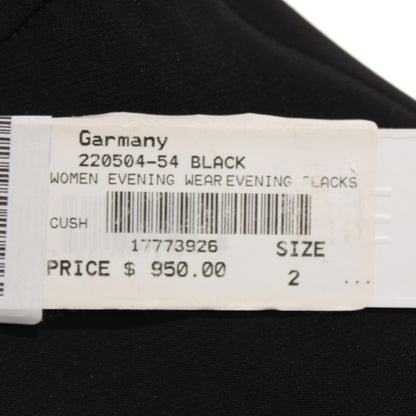 Garmany
220504-54 BLACK
WOMEN EVENING WEAR EVENING SLACKS
CUSH
17773926
SIZE
PRICE $ 950.00
2